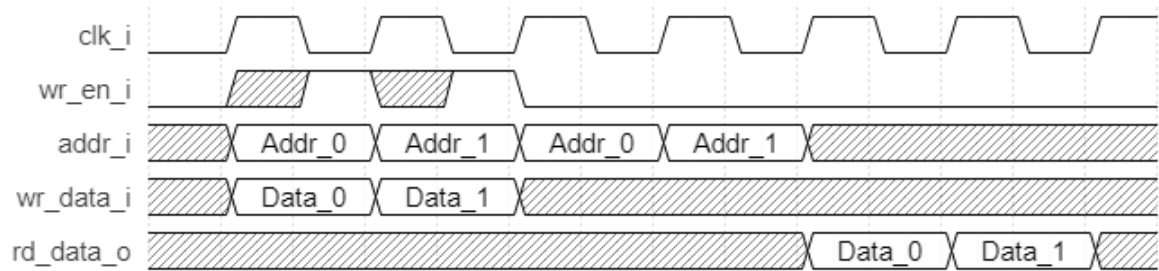 clk_i
wr_en_i
addr_i Addr_0 Addr_1 Addr_0 Addr_1
wr_data_i Data_0 Data_1
rd_data_o Data_0 Data_1